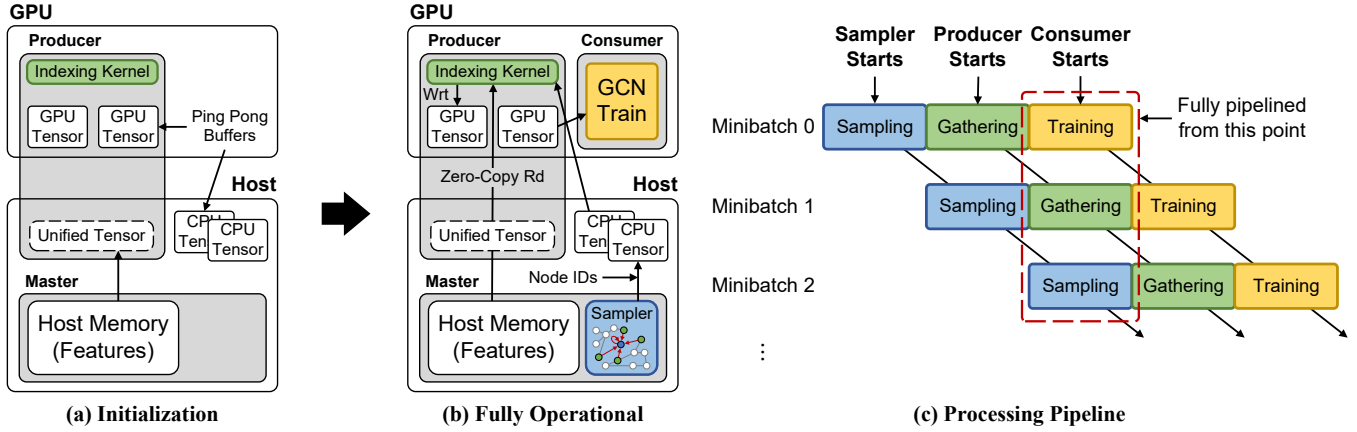 GPU
Producer
Indexing Kernel
GPU
Tensor
GPU
Tensor
Ping Pong
Buffers
Host
Unified Tensor
CPU
Tensor
CPU
Tensor
Master
Host Memory
(Features)
(a) Initialization
GPU
Producer
Consumer
Indexing Kernel
Wrt
GPU
Tensor
GPU
Tensor
GCN
Train
Zero-Copy Rd
Host
Unified Tensor
CPU
Tensor
CPU
Tensor
Node IDs
Master
Host Memory
(Features)
Sampler
(b) Fully Operational
Sampler
Starts
Producer
Starts
Consumer
Starts
Fully pipelined
from this point
Minibatch 0
Sampling
Gathering
Training
Minibatch 1
Sampling
Gathering
Training
Minibatch 2
Sampling
Gathering
Training
⋮
(c) Processing Pipeline